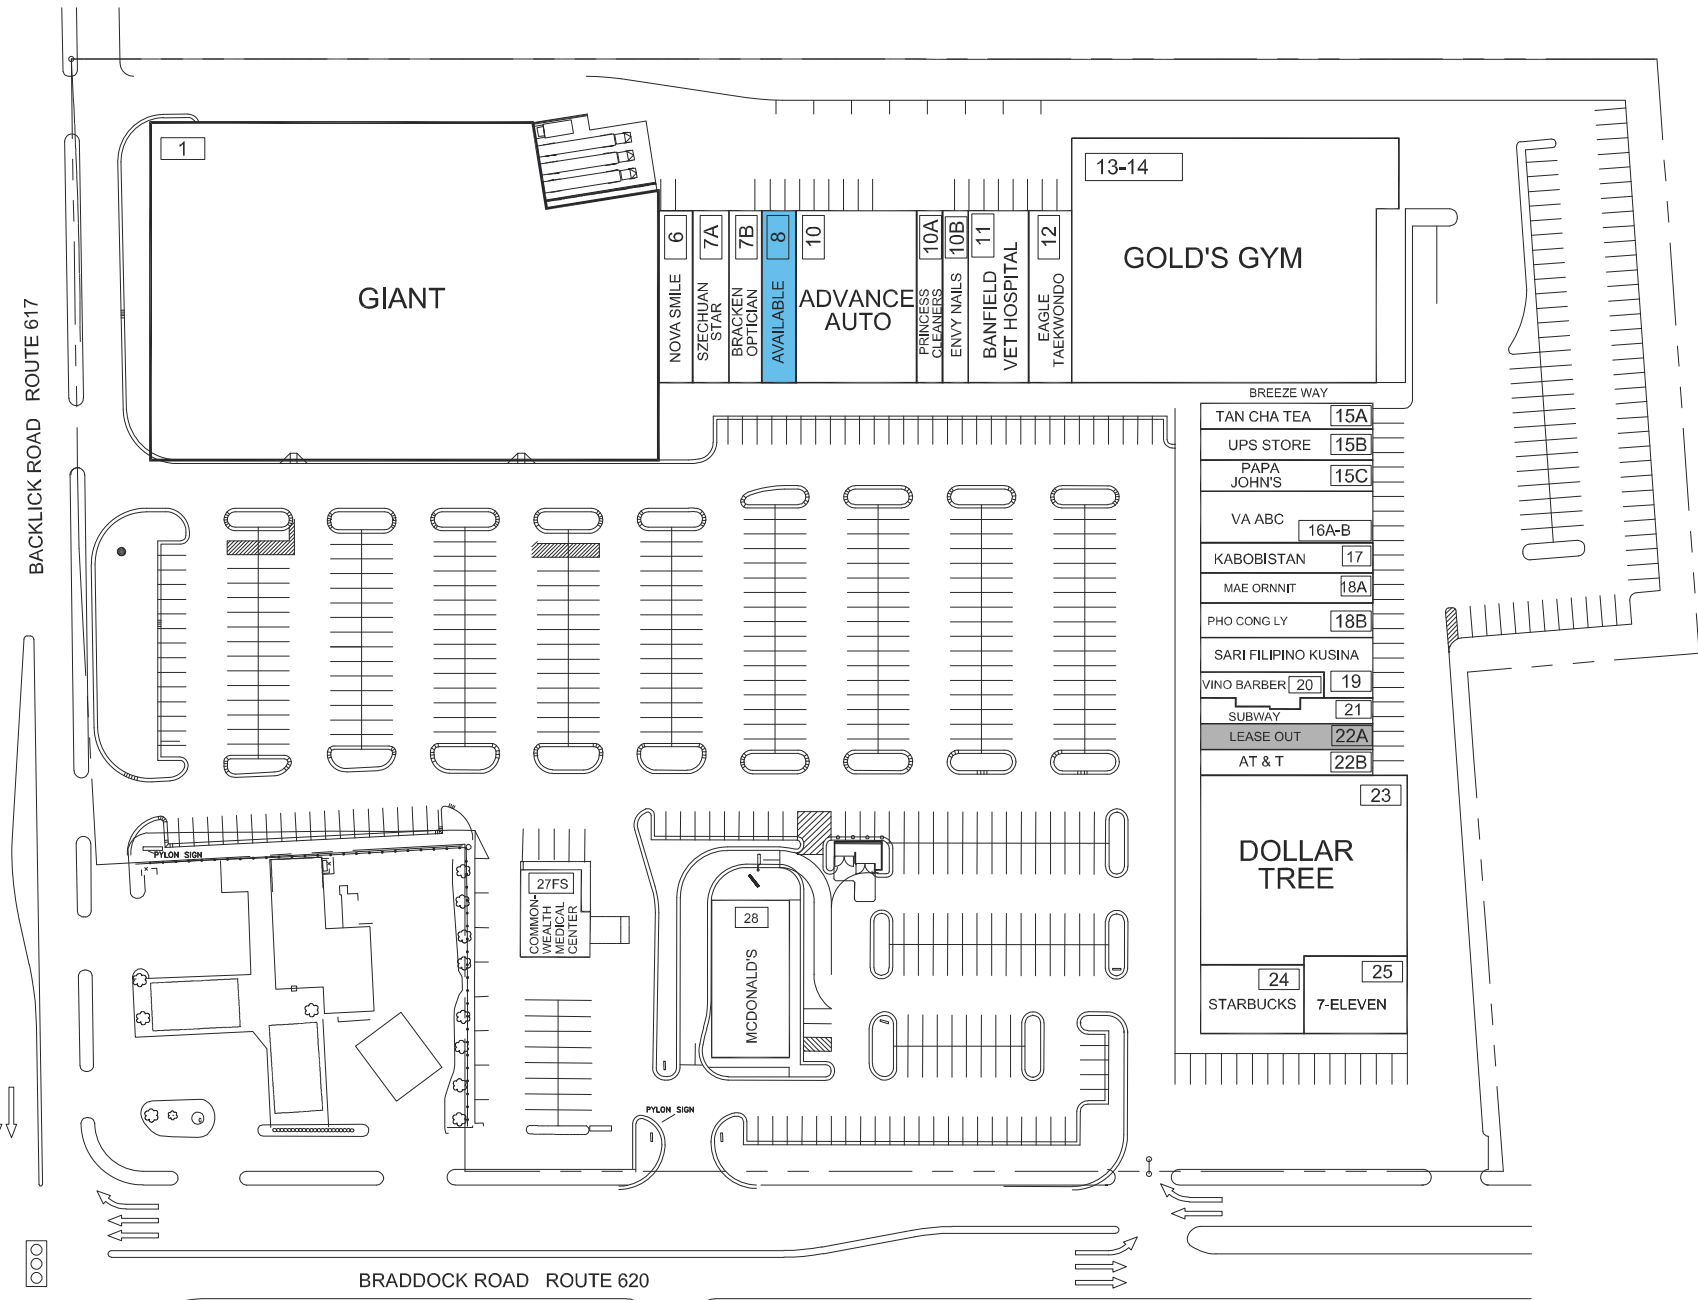 1
GIANT
6
NOVA SMILE
7A
SZECHUAN
STAR
7B
BRACKEN
OPTICIAN
8
AVAILABLE
10
ADVANCE
AUTO
10A
PRINCESS
CLEANERS
10B
ENVY NAILS
11
BANFIELD
VET HOSPITAL
12
EAGLE
TAEKWONDO
13-14
GOLD'S GYM
BREEZE WAY
TAN CHA TEA 15A
UPS STORE 15B
PAPA
JOHN'S 15C
VA ABC
16A-B
KABOBISTAN 17
MAE ORNNIT 18A
PHO CONG LY 18B
SARI FILIPINO KUSINA
VINO BARBER 20 19
SUBWAY 21
LEASE OUT 22A
AT & T 22B
23
DOLLAR
TREE
24
STARBUCKS
25
7-ELEVEN
BACKLICK ROAD ROUTE 617
PYLON SIGN
27FS
COMMON-
WEALTH
MEDICAL
CENTER
28
MCDONALD'S
PYLON SIGN
BRADDOCK ROAD ROUTE 620